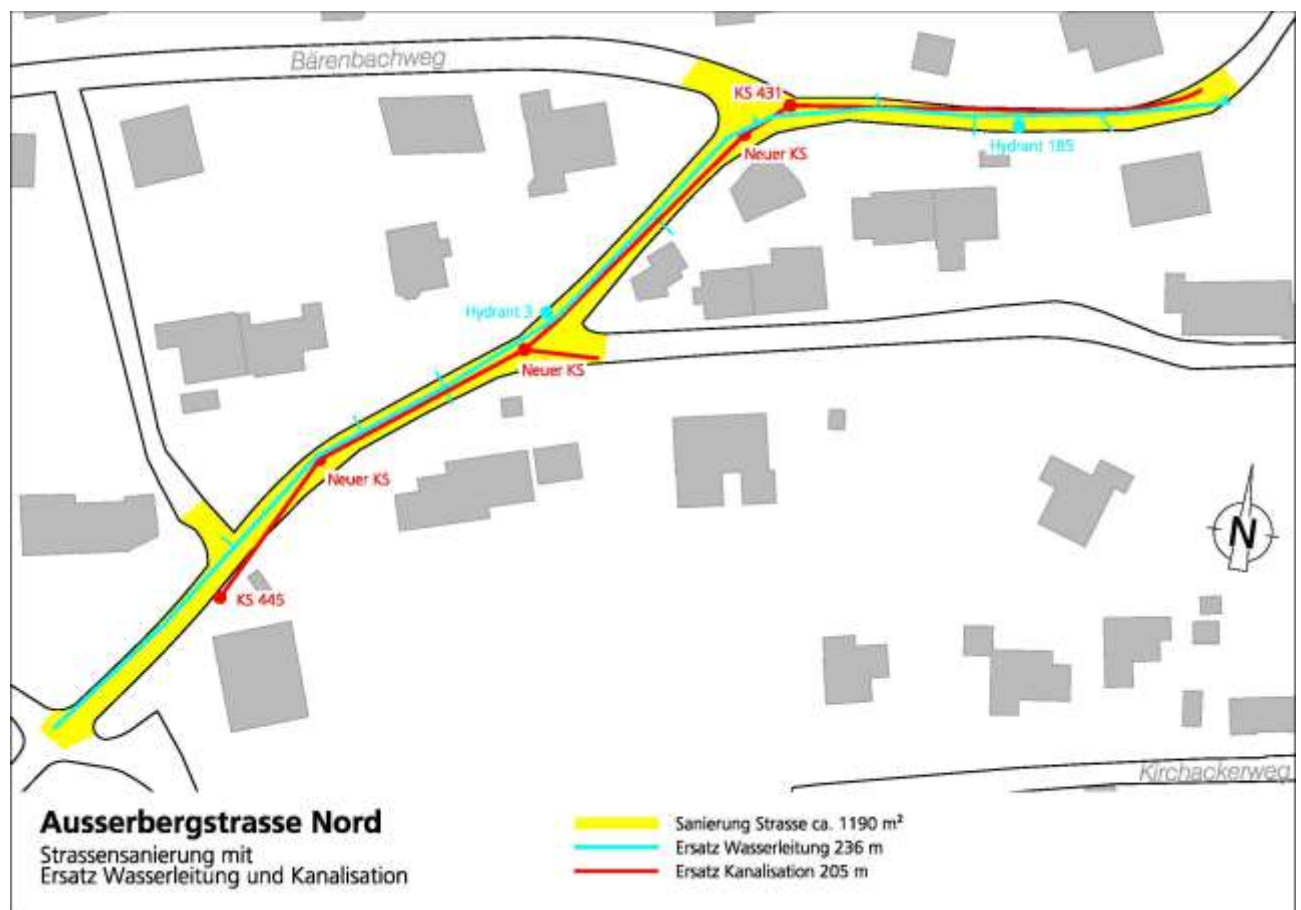 Bärenbachweg
KS 431
Neuer KS
Hydrant 185
Hydrant 3
Neuer KS
Neuer KS
N
KS 445
Kirchackerweg
Ausserbergstrasse Nord
Strassensanierung mit
Ersatz Wasserleitung und Kanalisation
Sanierung Strasse ca. 1190 m²
Ersatz Wasserleitung 236 m
Ersatz Kanalisation 205 m